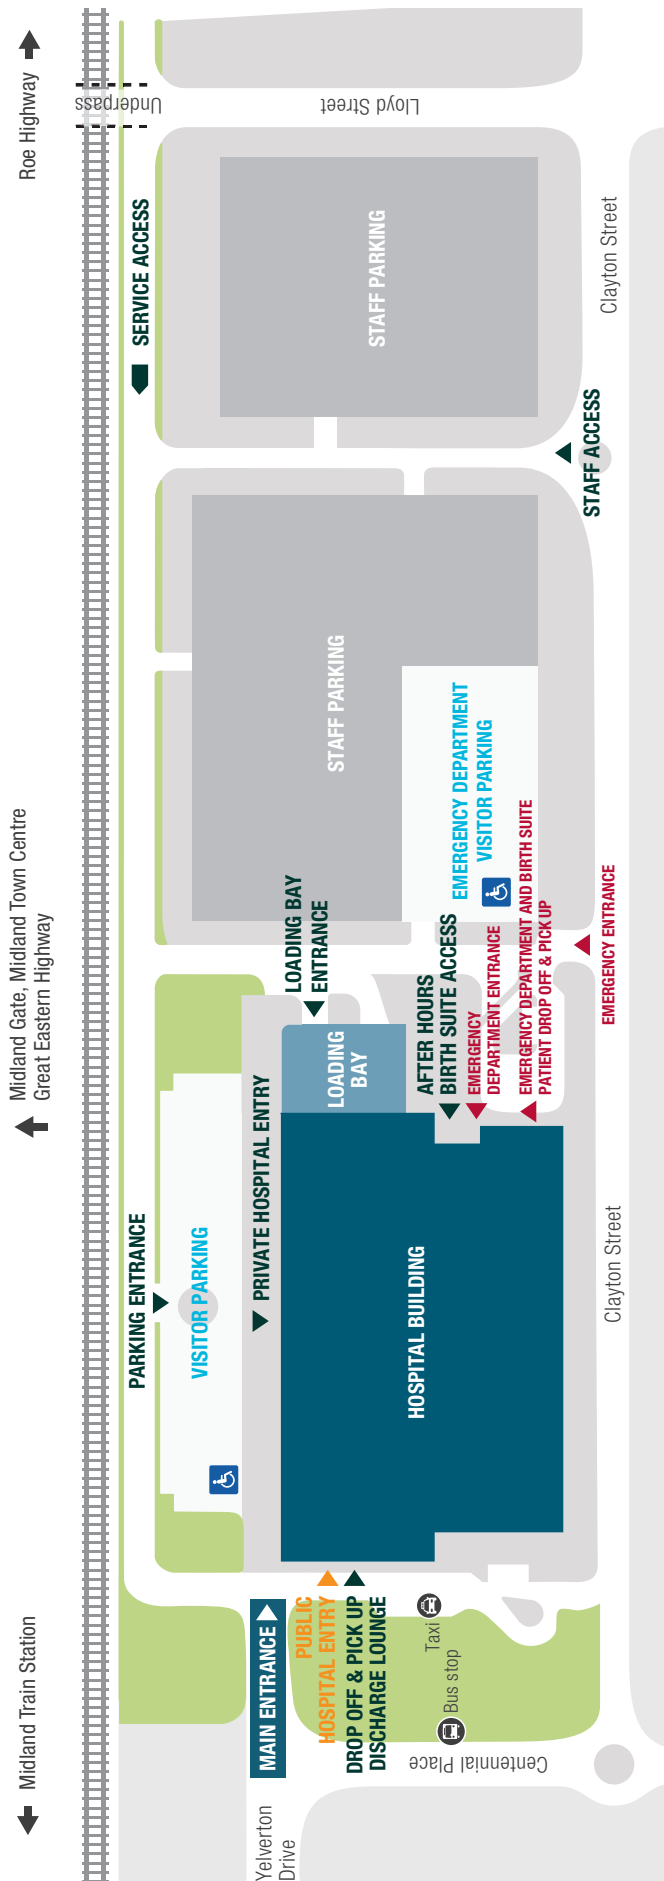 Midland Train Station
Midland Gate, Midland Town Centre
Great Eastern Highway
Roe Highway
Underpass
Lloyd Street
PARKING ENTRANCE
SERVICE ACCESS
VISITOR PARKING
PRIVATE HOSPITAL ENTRY
LOADING BAY
ENTRANCE
LOADING
BAY
STAFF PARKING
STAFF PARKING
Yelverton
Drive
MAIN ENTRANCE
PUBLIC
HOSPITAL ENTRY
DROP OFF & PICK UP
DISCHARGE LOUNGE
Taxi
Bus stop
Centennial Place
HOSPITAL BUILDING
AFTER HOURS
BIRTH SUITE ACCESS
EMERGENCY
DEPARTMENT ENTRANCE
EMERGENCY DEPARTMENT AND BIRTH SUITE
PATIENT DROP OFF & PICK UP
EMERGENCY DEPARTMENT
VISITOR PARKING
EMERGENCY ENTRANCE
STAFF ACCESS
Clayton Street
Clayton Street